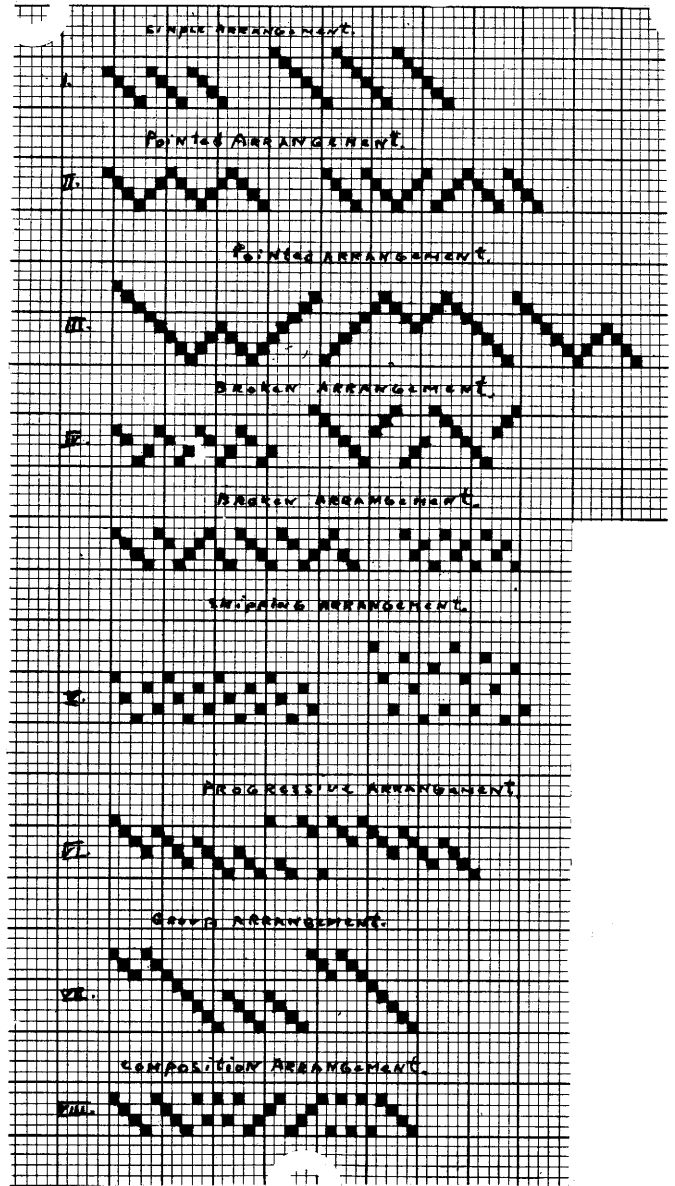 SIMPLE ARRANGEMENT.
I.
POINTED ARRANGEMENT.
II.
POINTED ARRANGEMENT.
III.
BROKEN ARRANGEMENT.
IV.
BROKEN ARRAMGEMENT.
SKIPPING ARRANGEMENT.
V.
PROGRESSIVE ARRANGEMENT.
VI.
GROUP ARRANGEMENT.
VII.
COMPOSITION ARRANGEMENT.
VIII.